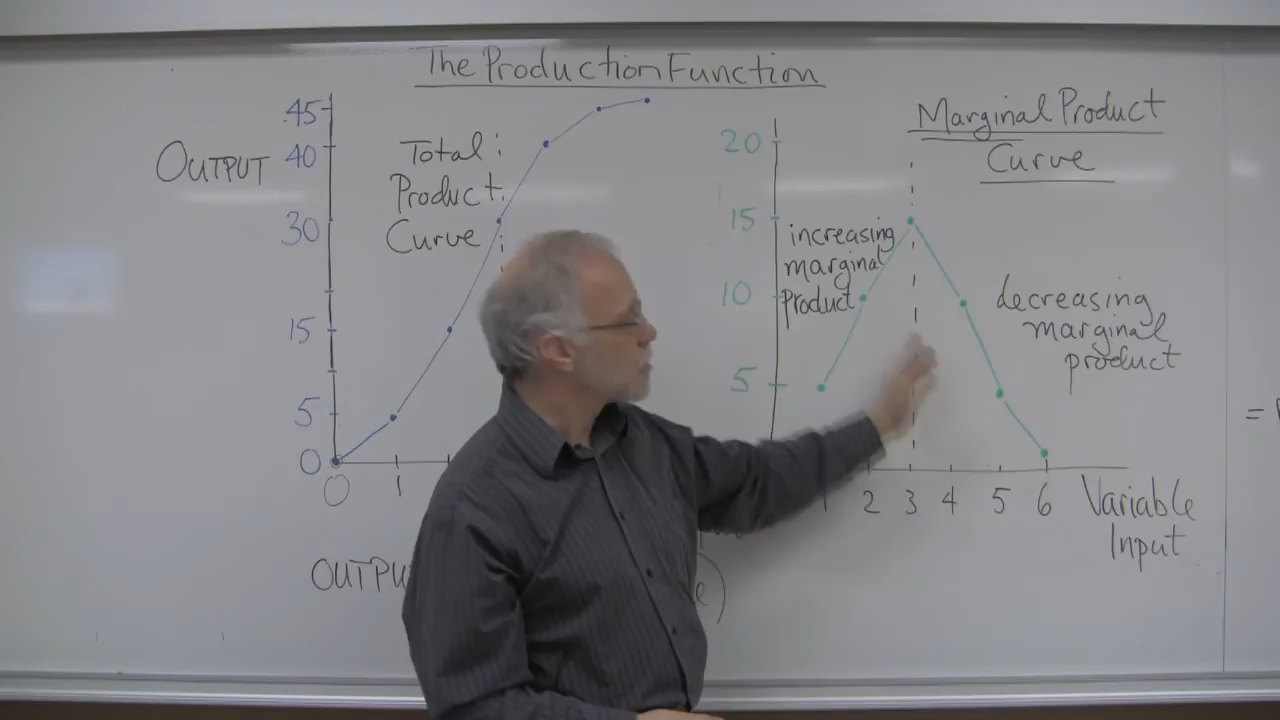 The Production Function
45
40
30
15
5
0
OUTPUT
Total
Product
Curve
0
1
Marginal Product
Curve
20
15
10
5
increasing
marginal
product
decreasing
marginal
product
2 3 4 5 6
Variable
Input
=